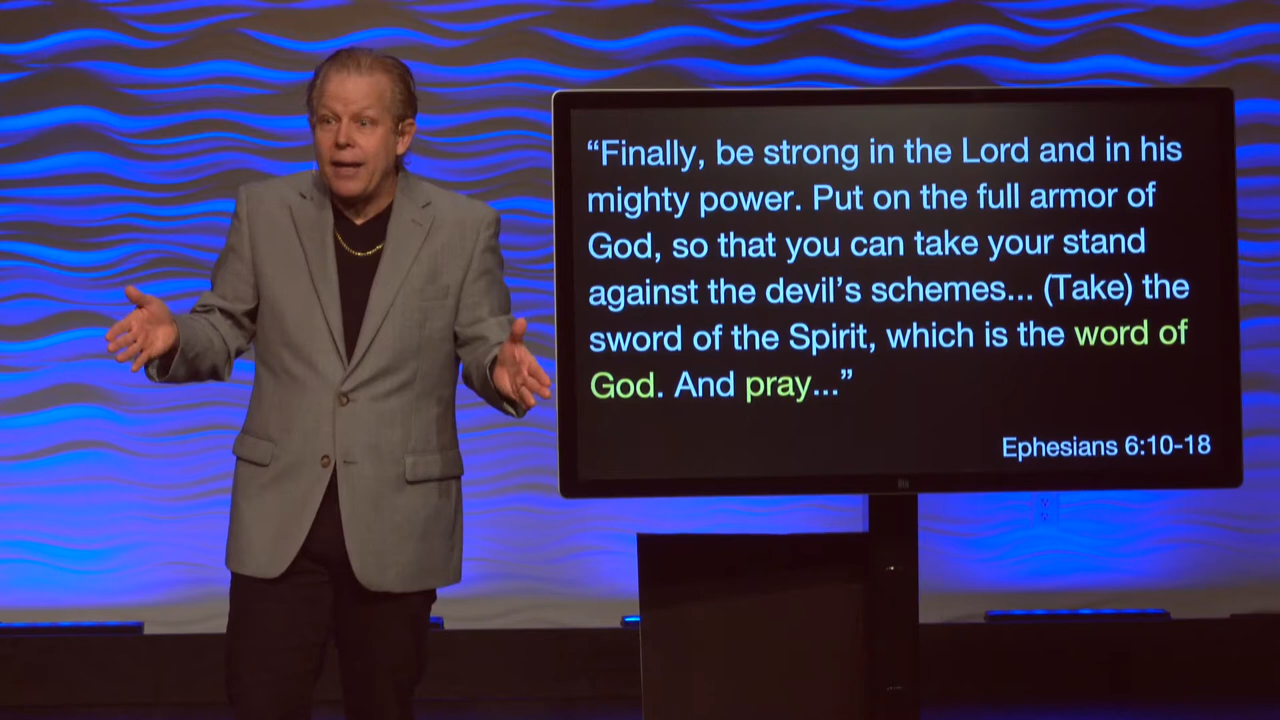 “Finally, be strong in the Lord and in his
mighty power. Put on the full armor of
God, so that you can take your stand
against the devil’s schemes... (Take) the
sword of the Spirit, which is the word of
God. And pray...”
Ephesians 6:10-18